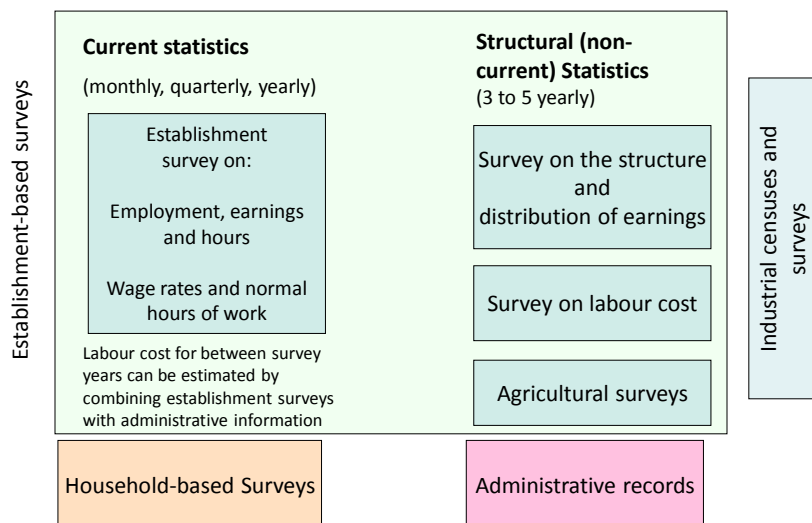 Establishment-based surveys
Current statistics
(monthly, quarterly, yearly)
Establishment
survey on:
Employment, earnings
and hours
Wage rates and normal
hours of work
Labour cost for between survey
years can be estimated by
combining establishment surveys
with administrative information
Structural (non-
current) Statistics
(3 to 5 yearly)
Survey on the structure
and
distribution of earnings
Survey on labour cost
Agricultural surveys
Industrial censuses and
surveys
Household-based Surveys
Administrative records